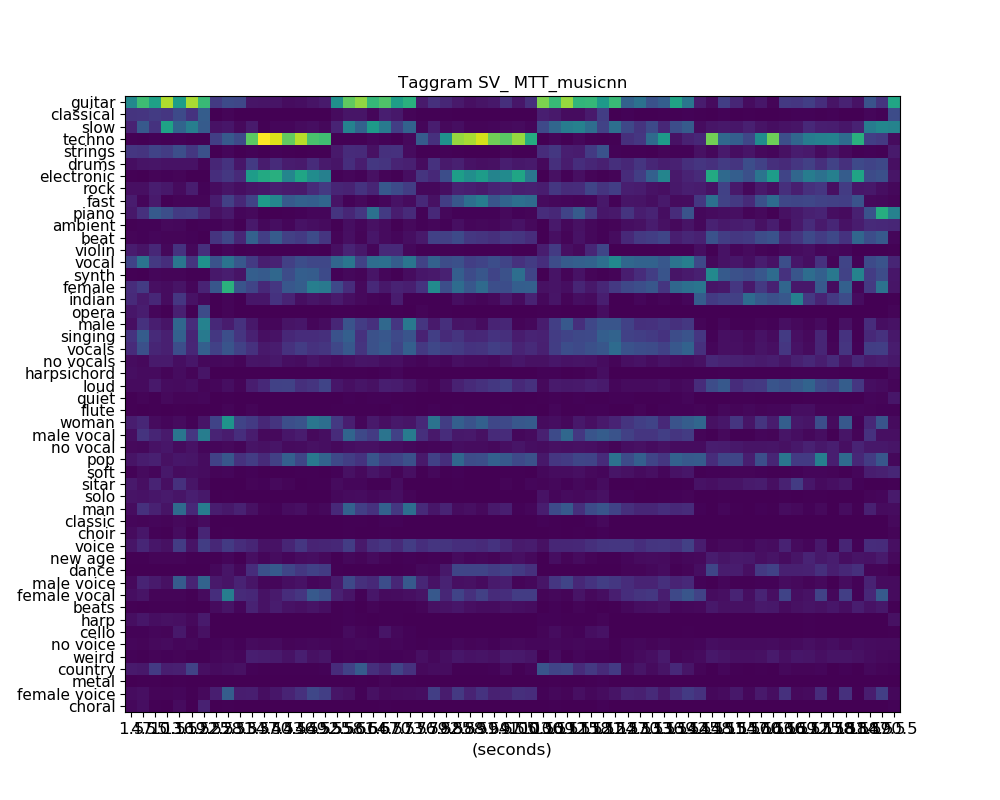 Taggram SV_ MTT_musicnn
guitar
classical
slow
techno
strings
drums
electronic
rock
fast
piano
ambient
beat
violin
vocal
synth
female
indian
opera
male
singing
vocals
no vocals
harpsichord
loud
quiet
flute
woman
male vocal
no vocal
pop
soft
sitar
solo
man
classic
choir
voice
new age
dance
male voice
female vocal
beats
harp
cello
no voice
weird
country
metal
female voice
choral
(seconds)